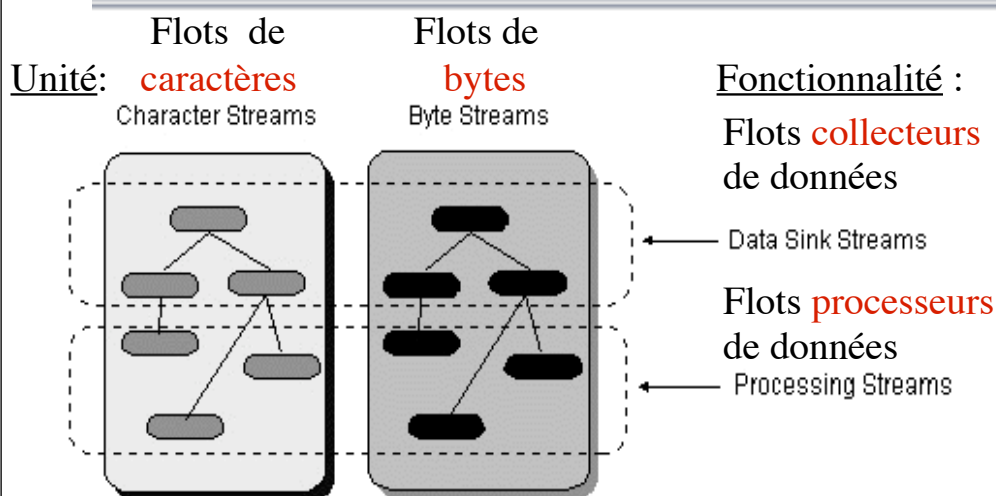 Flots de
caractères
Character Streams
Flots de
bytes
Byte Streams
Unité:
Fonctionnalité :
Flots collecteurs
de données
Data Sink Streams
Flots processeurs
de données
Processing Streams